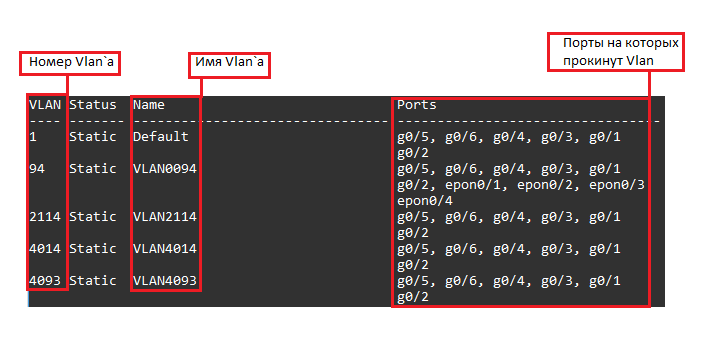 Номер Vlan`а
Имя Vlan`а
Порты на которых
прокинут Vlan
VLAN Status Name Ports
---- ------- -------------------------------- ---------------------------------
1 Static Default g0/5, g0/6, g0/4, g0/3, g0/1
g0/2
94 Static VLAN0094 g0/5, g0/6, g0/4, g0/3, g0/1
g0/2, epon0/1, epon0/2, epon0/3
epon0/4
2114 Static VLAN2114 g0/5, g0/6, g0/4, g0/3, g0/1
g0/2
4014 Static VLAN4014 g0/5, g0/6, g0/4, g0/3, g0/1
g0/2
4093 Static VLAN4093 g0/5, g0/6, g0/4, g0/3, g0/1
g0/2